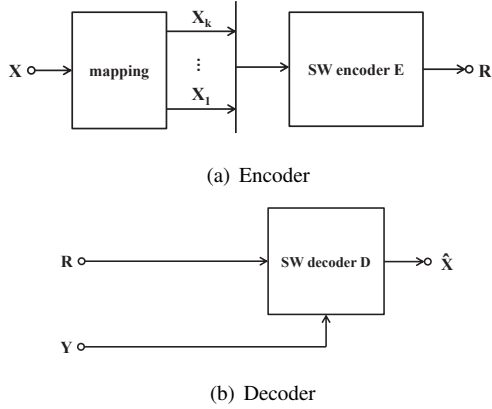 X
mapping
X_k
⋮
X_1
SW encoder E
R
(a) Encoder
R
SW decoder D
X̂
Y
(b) Decoder